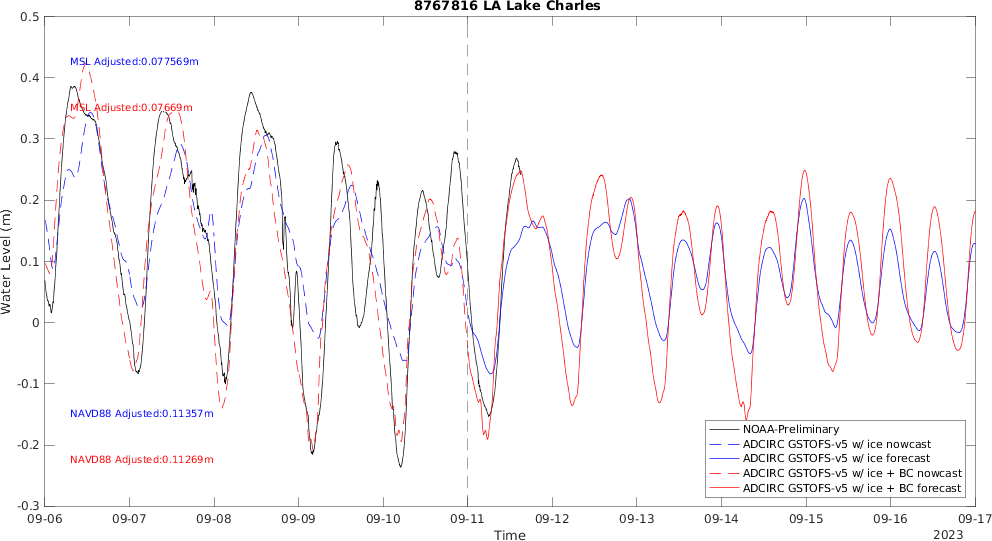 8767816 LA Lake Charles
0.5
0.4
0.3
0.2
0.1
0
-0.1
-0.2
-0.3
Water Level (m)
MSL Adjusted:0.077569m
MSL Adjusted:0.07669m
NAVD88 Adjusted:0.11357m
NAVD88 Adjusted:0.11269m
NOAA-Preliminary
ADCIRC GSTOFS-v5 w/ ice nowcast
ADCIRC GSTOFS-v5 w/ ice forecast
ADCIRC GSTOFS-v5 w/ ice + BC nowcast
ADCIRC GSTOFS-v5 w/ ice + BC forecast
09-06 09-07 09-08 09-09 09-10 09-11 09-12 09-13 09-14 09-15 09-16 09-17
Time
2023